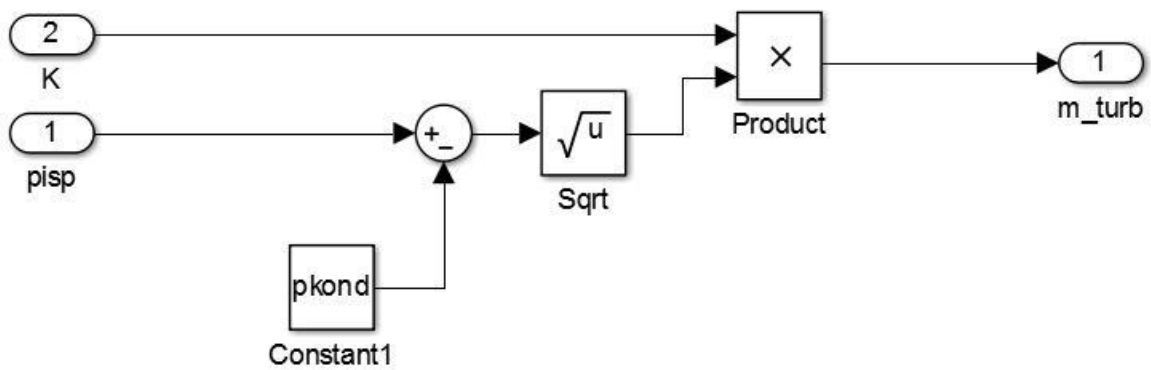 2
K
1
pisp
+
−
√u
Sqrt
×
Product
1
m_turb
pkond
Constant1